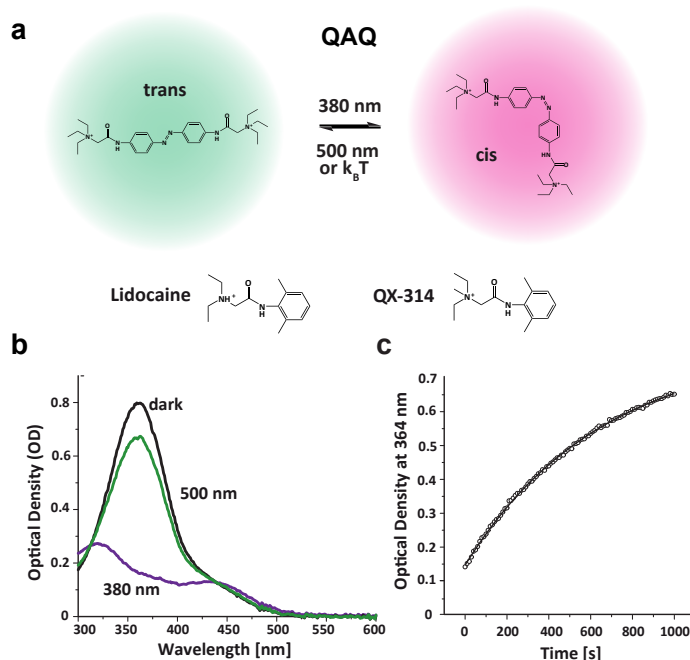 a
QAQ
trans
380 nm
500 nm
or kBT
cis
N+
O
N
H
N
N
H
N
O
N+
N+
O
N
H
N
N
HN
O
N+
Lidocaine
NH+
O
N
H
QX-314
N+
O
N
H
b
dark
500 nm
380 nm
Optical Density (OD)
0.8
0.6
0.4
0.2
0
300
350
400
450
500
550
600
Wavelength [nm]
c
Optical Density at 364 nm
0.7
0.6
0.5
0.4
0.3
0.2
0.1
0
200
400
600
800
1000
Time [s]